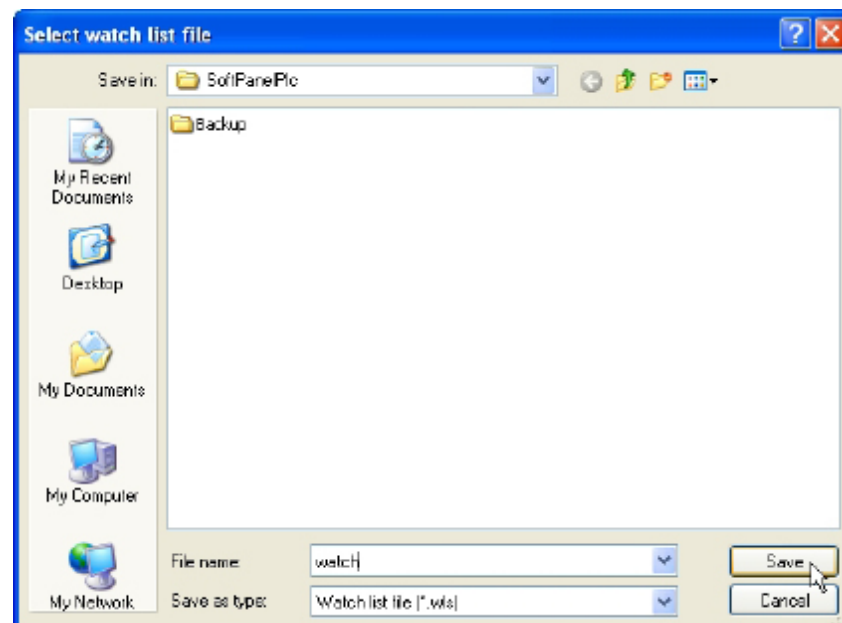 Select watch list file
Save in: SoftPanelPlc
Backup
My Recent
Documents
Desktop
My Documents
My Computer
My Network
File name: watch
Save
Save as type: Watch list file (*.wls)
Cancel